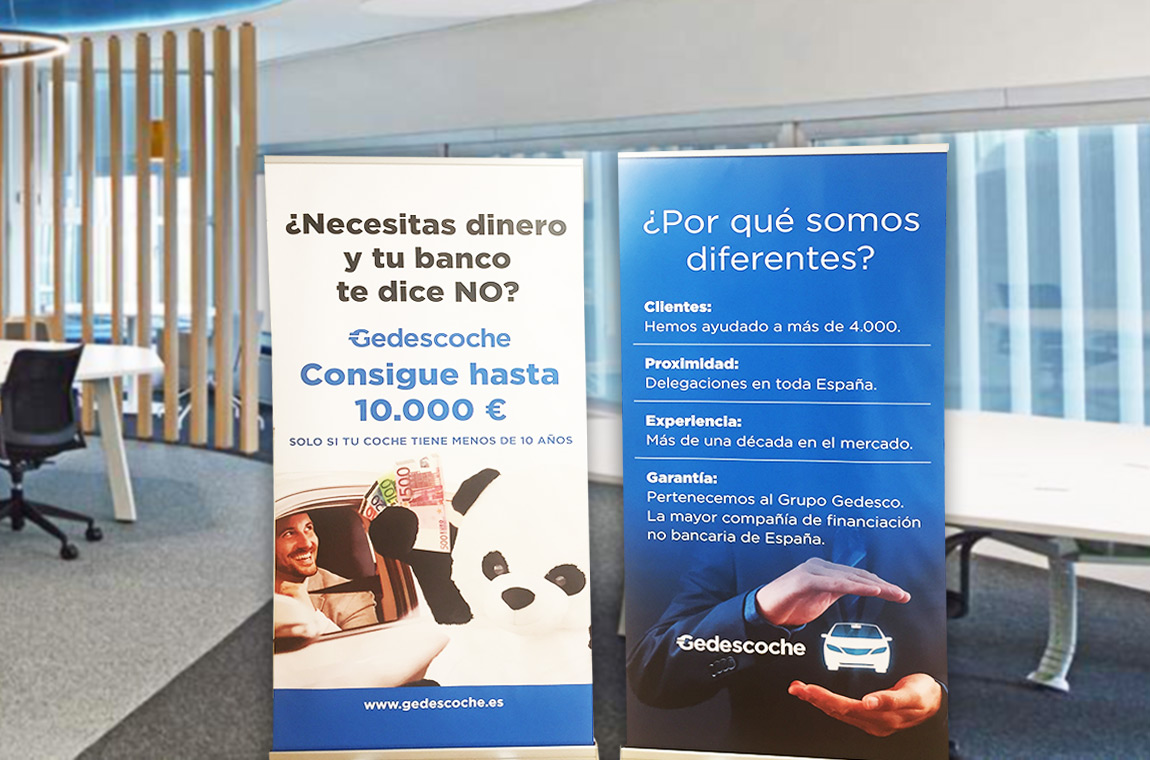 ¿Necesitas dinero
y tu banco
te dice NO?
Gedescoche
Consigue hasta
10.000 €
SOLO SI TU COCHE TIENE MENOS DE 10 AÑOS
500
100
www.gedescoche.es
¿Por qué somos
diferentes?
Clientes:
Hemos ayudado a más de 4.000.
Proximidad:
Delegaciones en toda España.
Experiencia:
Más de una década en el mercado.
Garantía:
Pertenecemos al Grupo Gedesco.
La mayor compañía de financiación
no bancaria de España.
Gedescoche